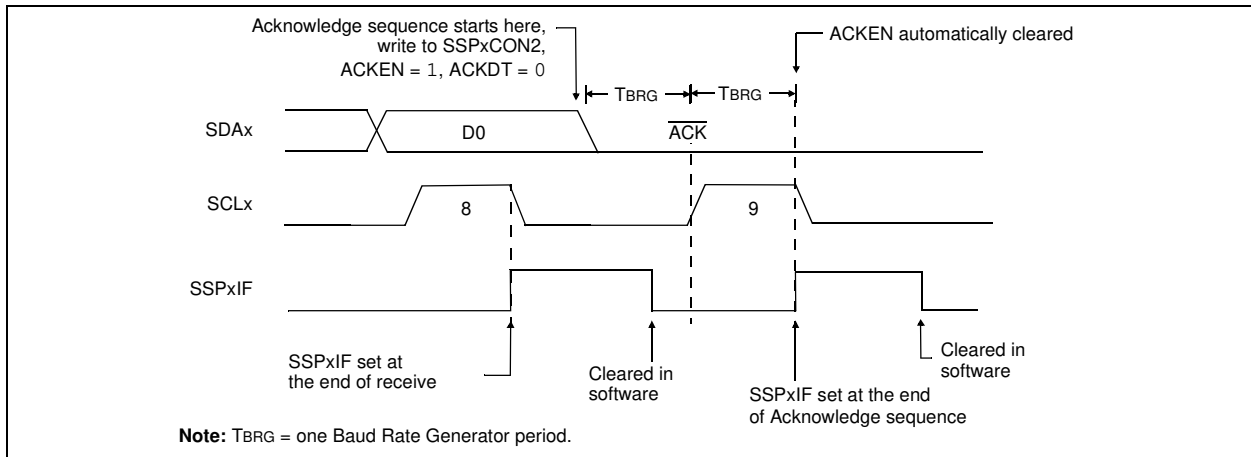 Acknowledge sequence starts here,
write to SSPxCON2,
ACKEN = 1, ACKDT = 0
ACKEN automatically cleared
TBRG
TBRG
SDAx
D0
ACK
SCLx
8
9
SSPxIF
SSPxIF set at
the end of receive
Cleared in
software
SSPxIF set at the end
of Acknowledge sequence
Cleared in
software
Note: TBRG = one Baud Rate Generator period.